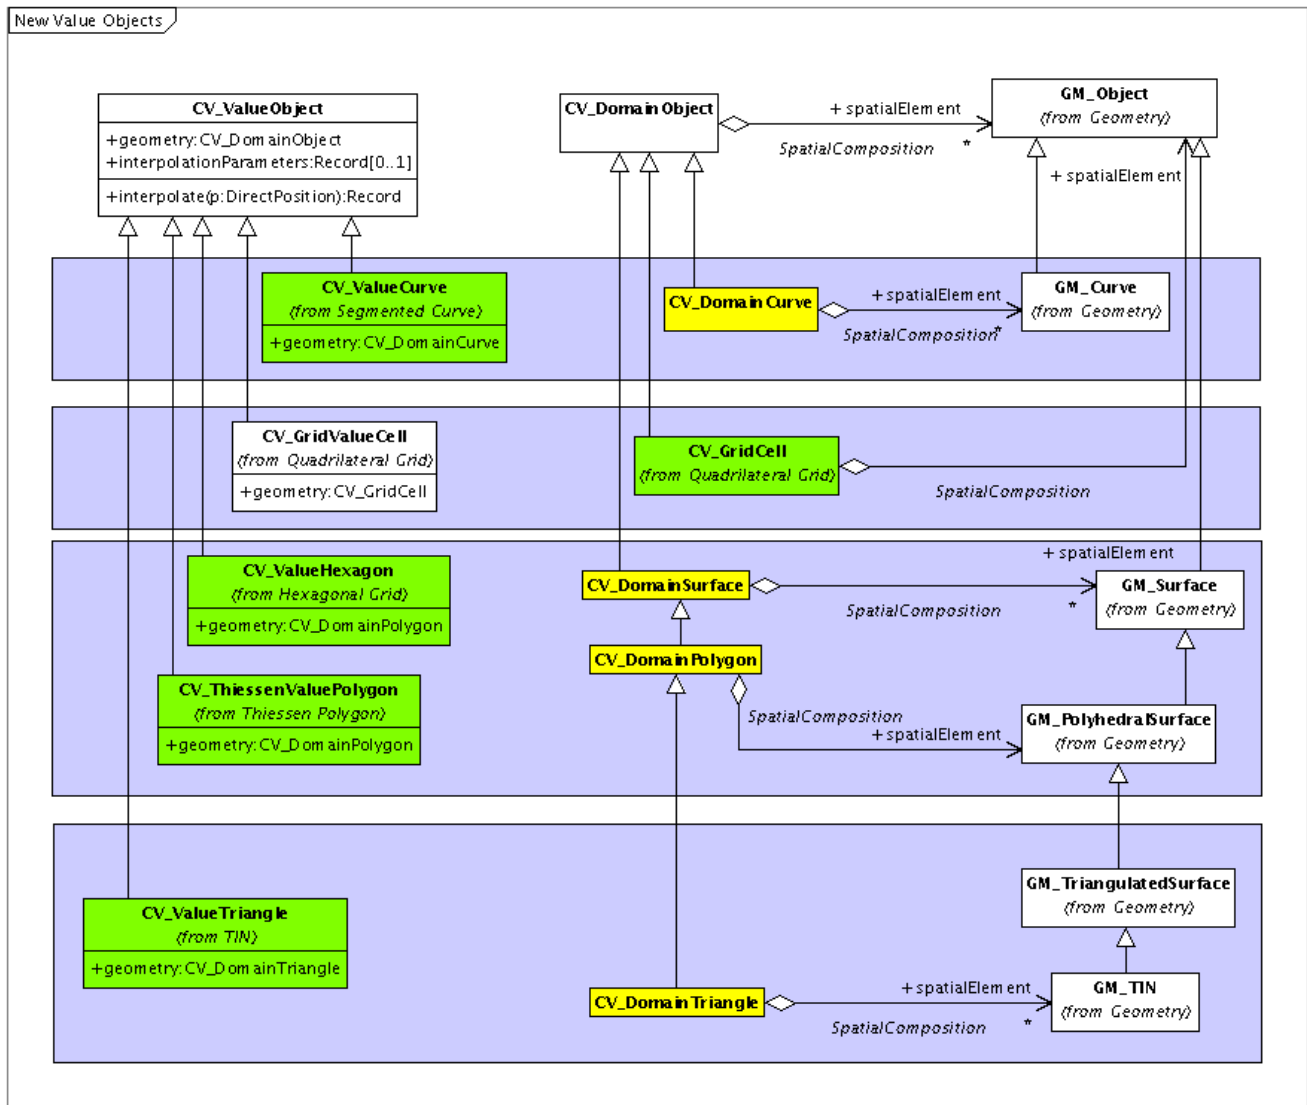 New Value Objects
CV_ValueObject
+geometry:CV_DomainObject
+interpolationParameters:Record[0..1]
+interpolate(p:DirectPosition):Record
CV_DomainObject
+ spatialElement
SpatialComposition
*
GM_Object
(from Geometry)
+ spatialElement
CV_ValueCurve
(from Segmented Curve)
+geometry:CV_DomainCurve
CV_DomainCurve
+ spatialElement
SpatialComposition
*
GM_Curve
(from Geometry)
CV_GridValueCell
(from Quadrilateral Grid)
+geometry:CV_GridCell
CV_GridCell
(from Quadrilateral Grid)
SpatialComposition
CV_ValueHexagon
(from Hexagonal Grid)
+geometry:CV_DomainPolygon
CV_DomainSurface
+ spatialElement
SpatialComposition
*
GM_Surface
(from Geometry)
CV_DomainPolygon
CV_ThiessenValuePolygon
(from Thiessen Polygon)
+geometry:CV_DomainPolygon
SpatialComposition
+ spatialElement
GM_PolyhedralSurface
(from Geometry)
GM_TriangulatedSurface
(from Geometry)
CV_ValueTriangle
(from TIN)
+geometry:CV_DomainTriangle
CV_DomainTriangle
+ spatialElement
SpatialComposition
*
GM_TIN
(from Geometry)